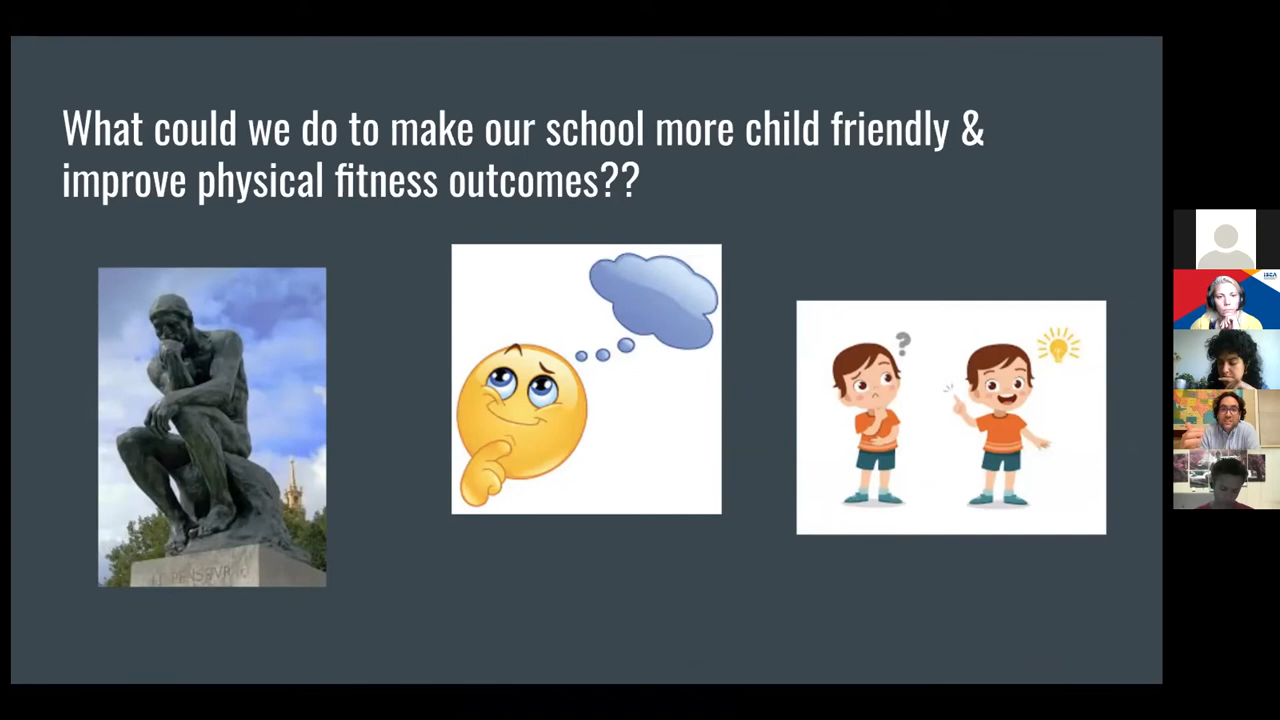 What could we do to make our school more child friendly &
improve physical fitness outcomes??
?